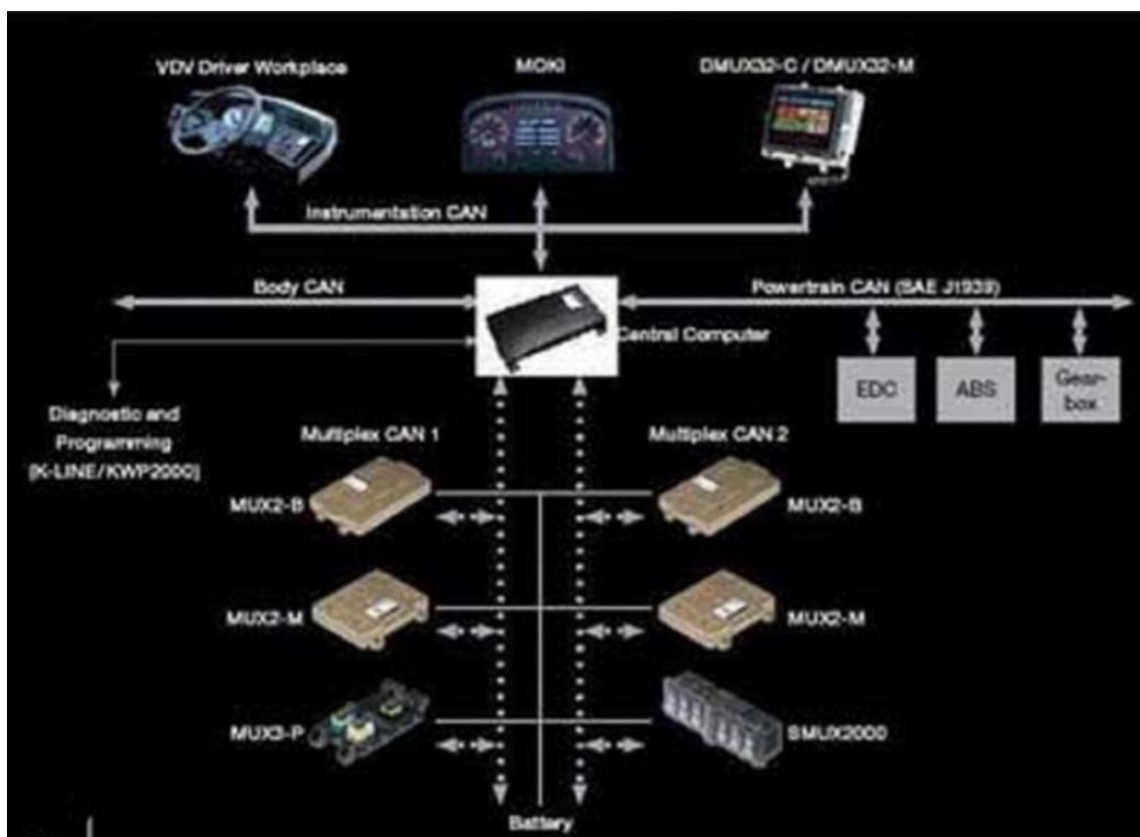 VDV Driver Workplace
MOKI
DMUX32-C / DMUX32-M
Instrumentation CAN
Body CAN
Powertrain CAN (SAE J1939)
Central Computer
EDC
ABS
Gear-
box
Diagnostic and
Programming
(K-LINE/KWP2000)
Multiplex CAN 1
Multiplex CAN 2
MUX2-B
MUX2-B
MUX2-M
MUX2-M
MUX3-P
SMUX2000
Battery